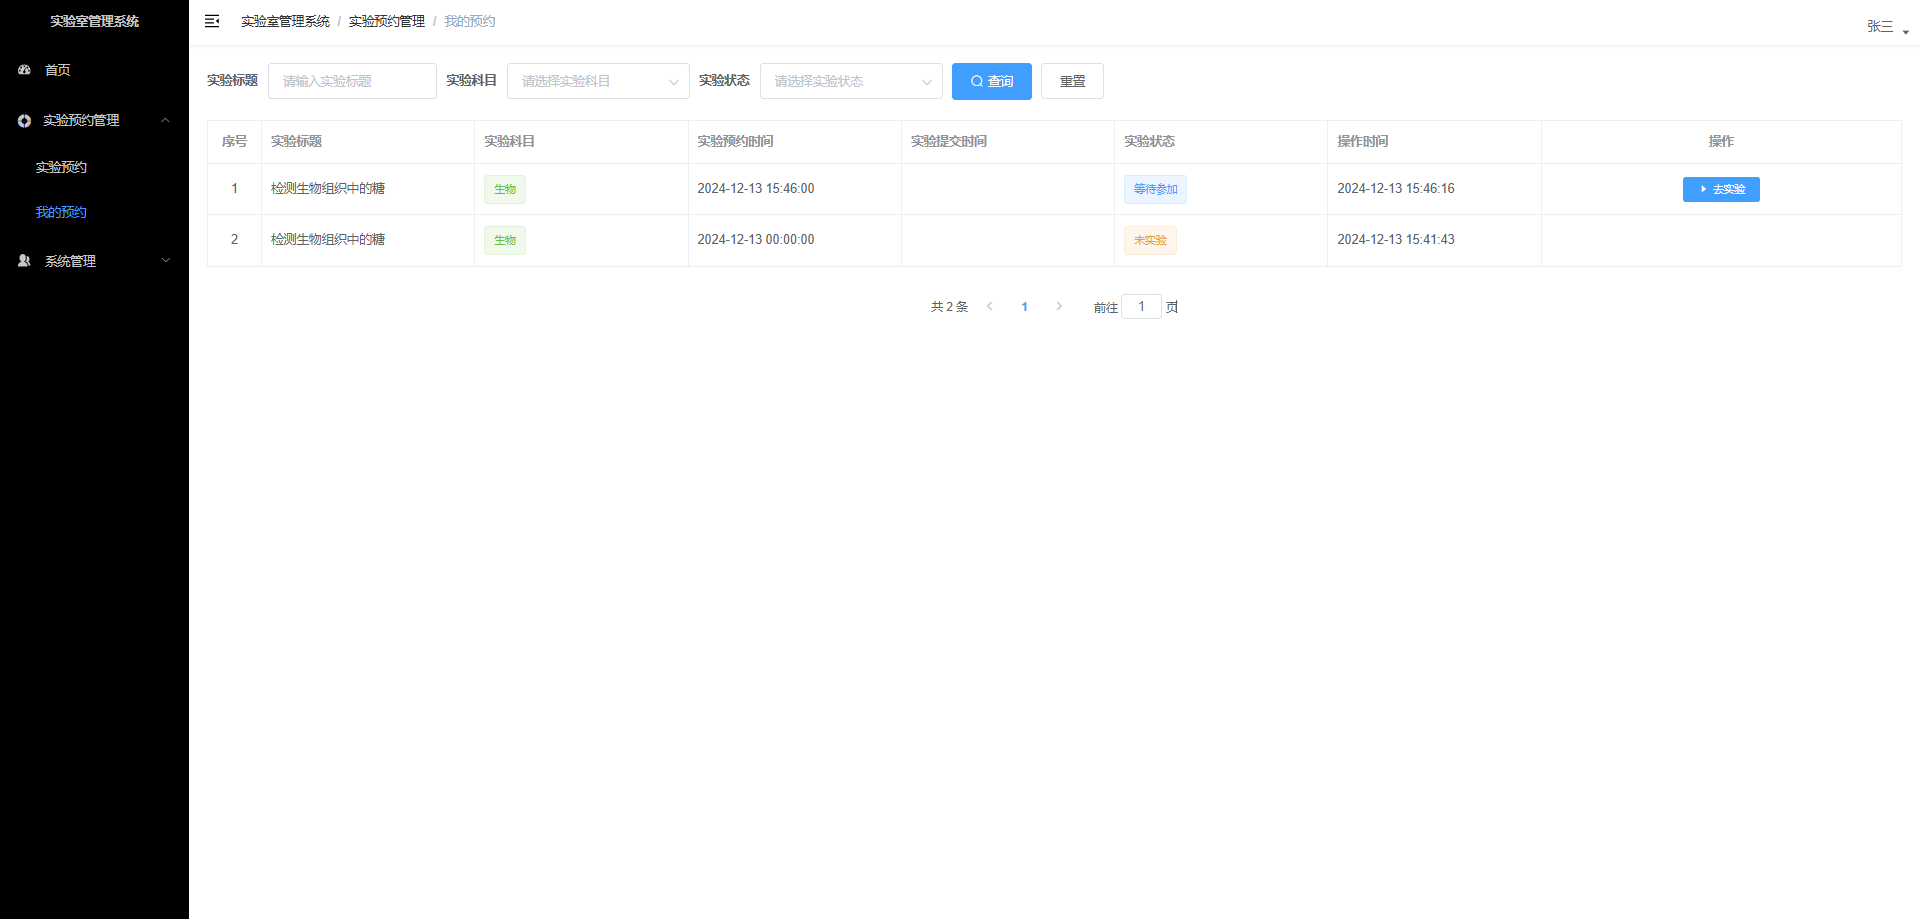 实验室管理系统
首页
实验预约管理
实验预约
我的预约
系统管理
实验室管理系统 / 实验预约管理 / 我的预约
张三
实验标题 请输入实验标题 实验科目 请选择实验科目 实验状态 请选择实验状态 查询 重置
序号 实验标题 实验科目 实验预约时间 实验提交时间 实验状态 操作时间 操作
1 检测生物组织中的糖 生物 2024-12-13 15:46:00 等待参加 2024-12-13 15:46:16 去实验
2 检测生物组织中的糖 生物 2024-12-13 00:00:00 未实验 2024-12-13 15:41:43
共 2 条 1 前往 1 页